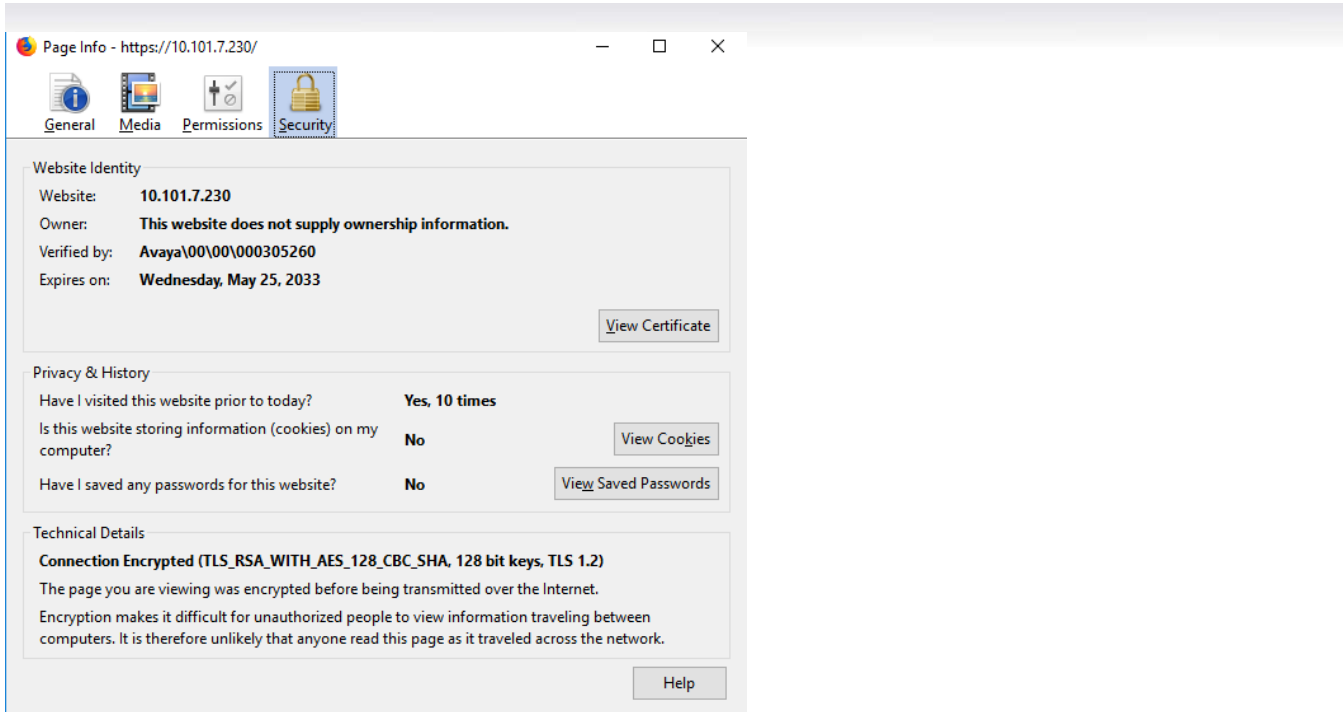 Page Info - https://10.101.7.230/
General Media Permissions Security
Website Identity
Website: 10.101.7.230
Owner: This website does not supply ownership information.
Verified by: Avaya\00\00\000305260
Expires on: Wednesday, May 25, 2033
View Certificate
Privacy & History
Have I visited this website prior to today? Yes, 10 times
Is this website storing information (cookies) on my
computer?
No
View Cookies
Have I saved any passwords for this website? No View Saved Passwords
Technical Details
Connection Encrypted (TLS_RSA_WITH_AES_128_CBC_SHA, 128 bit keys, TLS 1.2)
The page you are viewing was encrypted before being transmitted over the Internet.
Encryption makes it difficult for unauthorized people to view information traveling between
computers. It is therefore unlikely that anyone read this page as it traveled across the network.
Help